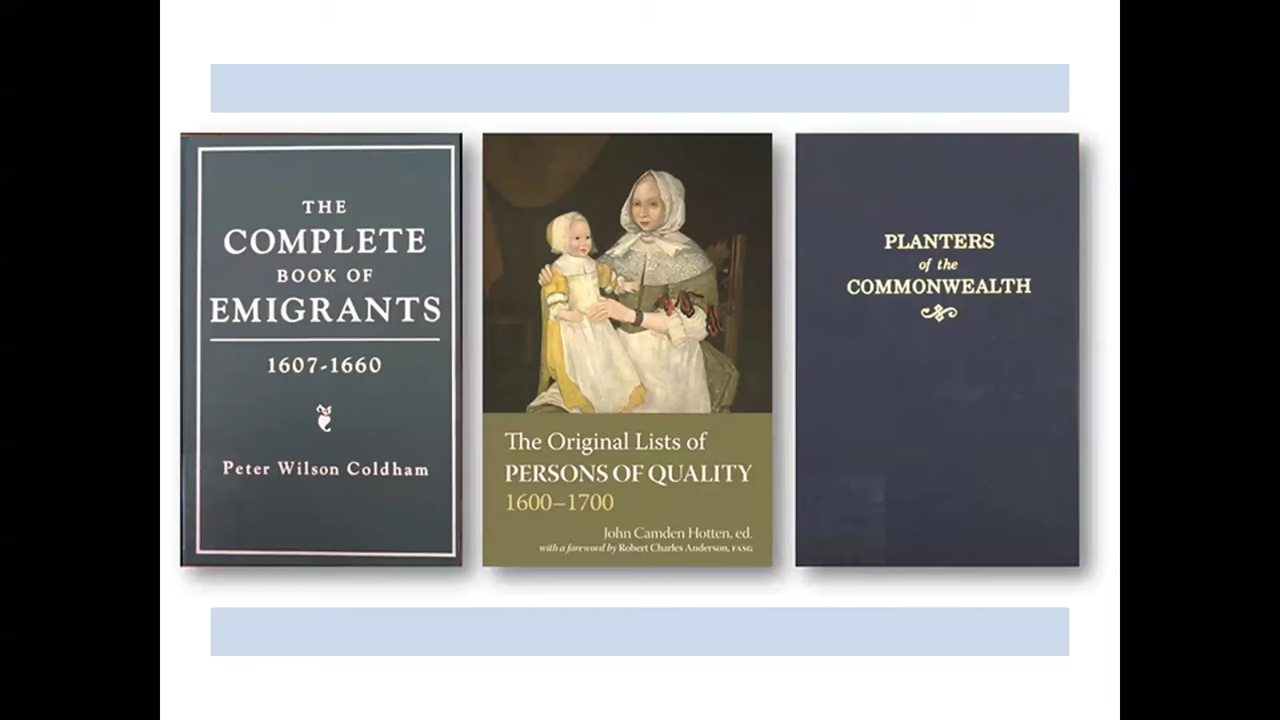 THE
COMPLETE
BOOK OF
EMIGRANTS
1607-1660
Peter Wilson Coldham
The Original Lists of
PERSONS OF QUALITY
1600–1700
John Camden Hotten, ed.
with a foreword by Robert Charles Anderson, FASG
PLANTERS
of the
COMMONWEALTH